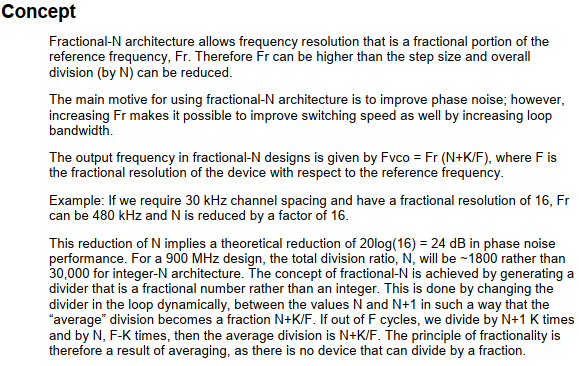 Concept
Fractional-N architecture allows frequency resolution that is a fractional portion of the
reference frequency, Fr. Therefore Fr can be higher than the step size and overall
division (by N) can be reduced.
The main motive for using fractional-N architecture is to improve phase noise; however,
increasing Fr makes it possible to improve switching speed as well by increasing loop
bandwidth.
The output frequency in fractional-N designs is given by Fvco = Fr (N+K/F), where F is
the fractional resolution of the device with respect to the reference frequency.
Example: If we require 30 kHz channel spacing and have a fractional resolution of 16, Fr
can be 480 kHz and N is reduced by a factor of 16.
This reduction of N implies a theoretical reduction of 20log(16) = 24 dB in phase noise
performance. For a 900 MHz design, the total division ratio, N, will be ~1800 rather than
30,000 for integer-N architecture. The concept of fractional-N is achieved by generating a
divider that is a fractional number rather than an integer. This is done by changing the
divider in the loop dynamically, between the values N and N+1 in such a way that the
“average” division becomes a fraction N+K/F. If out of F cycles, we divide by N+1 K times
and by N, F-K times, then the average division is N+K/F. The principle of fractionality is
therefore a result of averaging, as there is no device that can divide by a fraction.